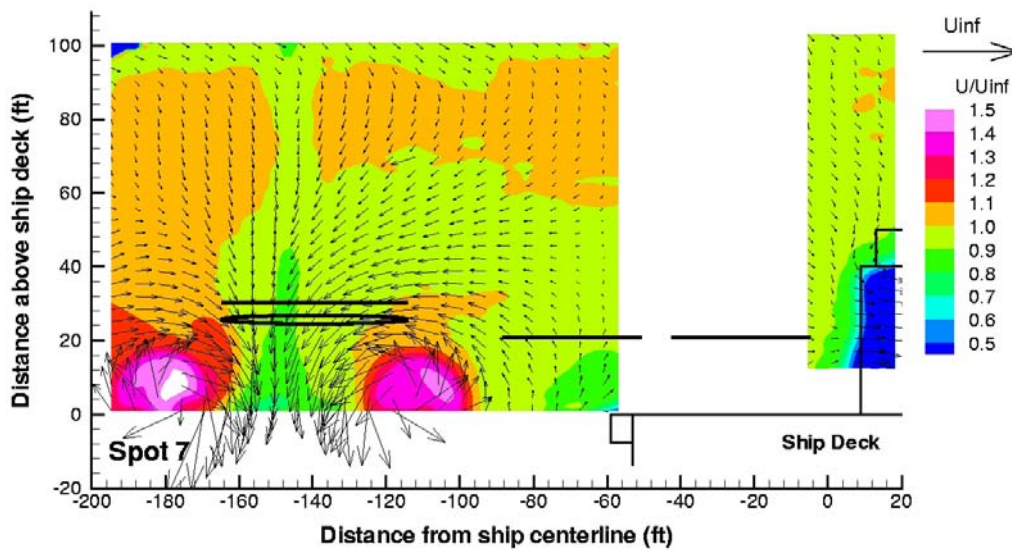 Uinf
U/Uinf
1.5
1.4
1.3
1.2
1.1
1.0
0.9
0.8
0.7
0.6
0.5
Distance above ship deck (ft)
100
80
60
40
20
0
-20
Spot 7
Ship Deck
-200 -180 -160 -140 -120 -100 -80 -60 -40 -20 0 20
Distance from ship centerline (ft)